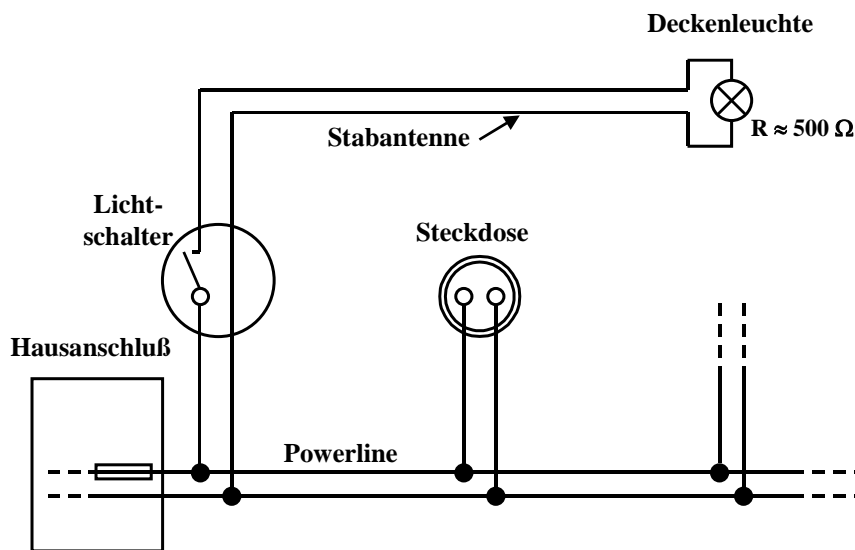 Deckenleuchte
R ≈ 500 Ω
Stabantenne
Licht-
schalter
Steckdose
Hausanschluß
Powerline